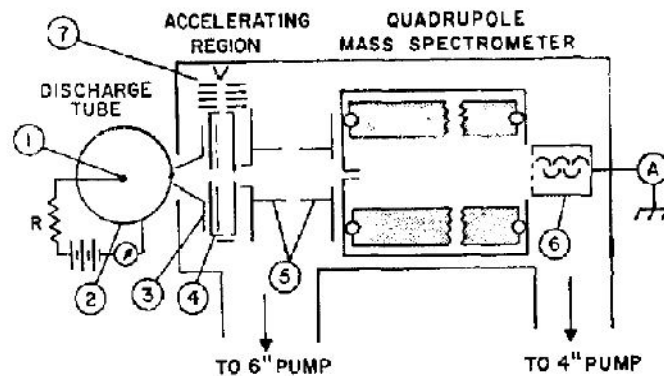 ACCELERATING
REGION
QUADRUPOLE
MASS SPECTROMETER
7
DISCHARGE
TUBE
1
A
R
2
3
4
5
6
TO 6" PUMP
TO 4" PUMP